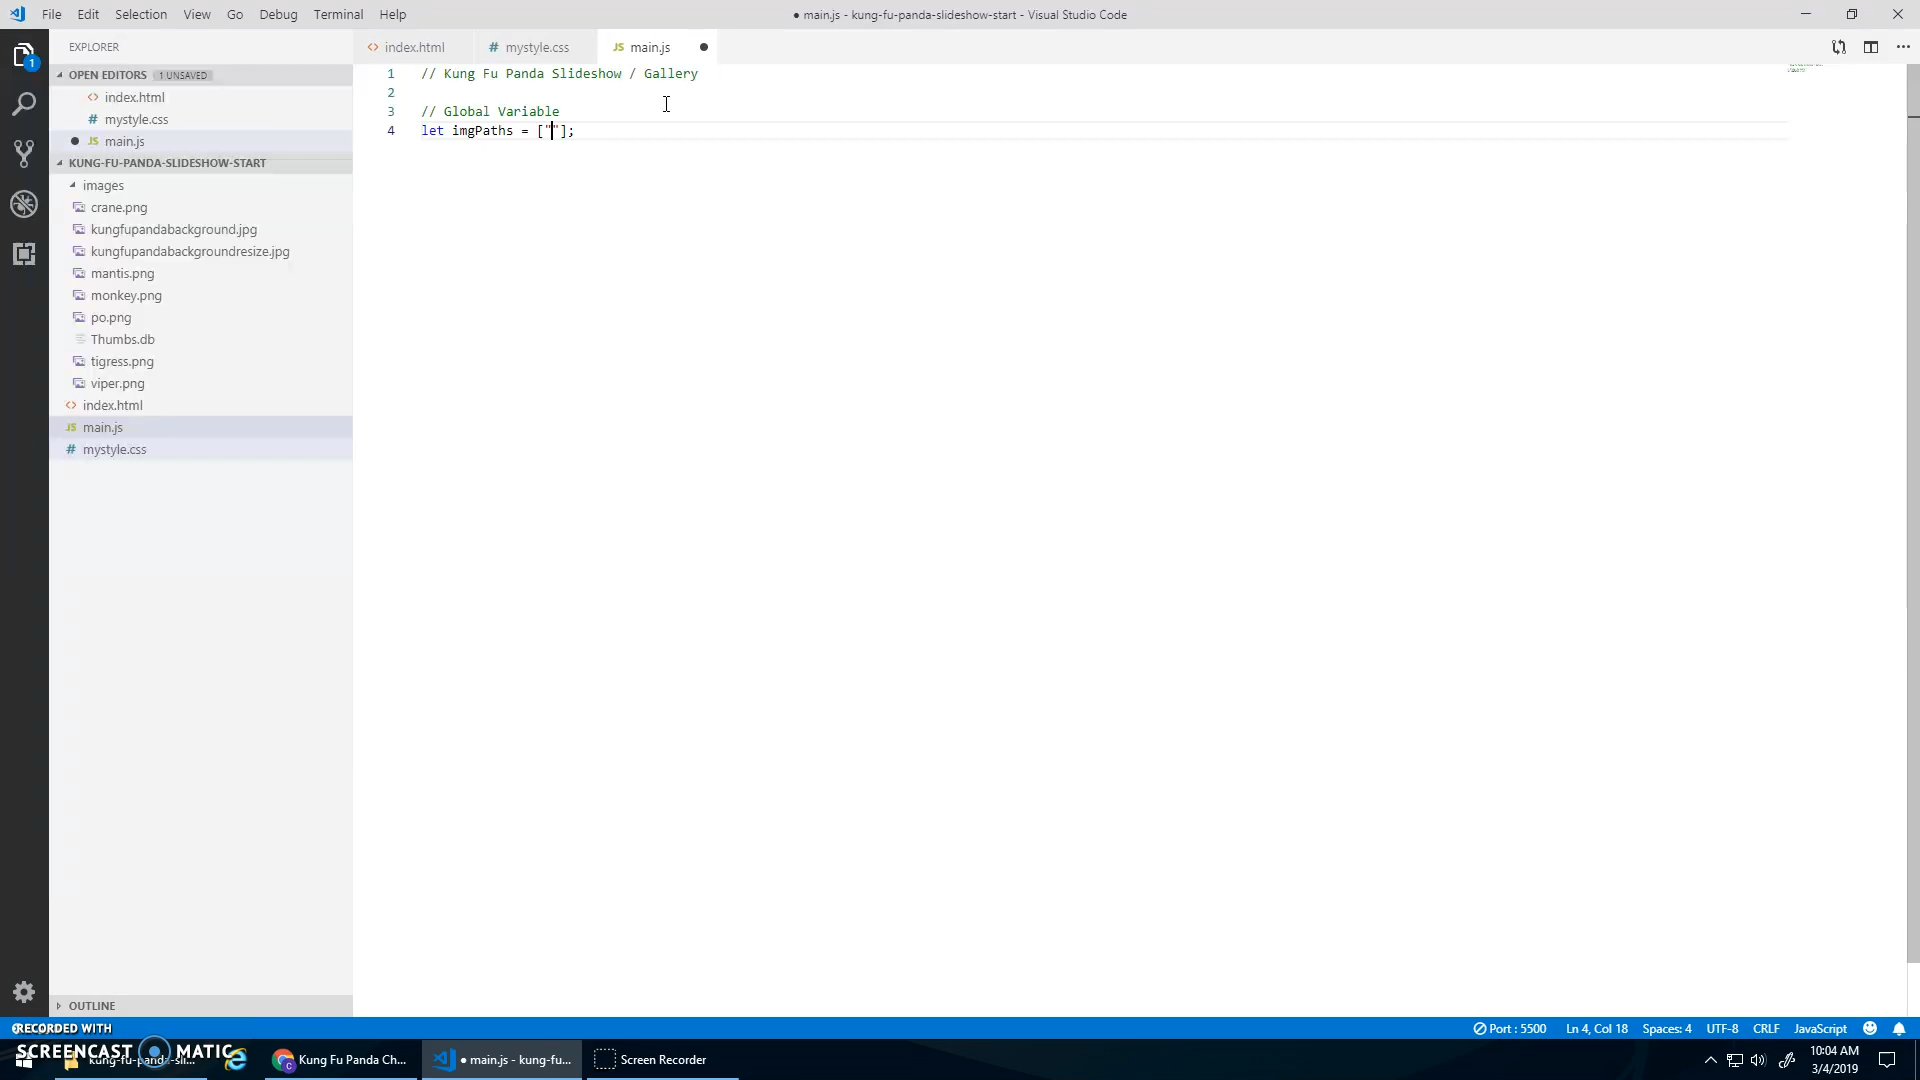 File Edit Selection View Go Debug Terminal Help
● main.js - kung-fu-panda-slideshow-start - Visual Studio Code
EXPLORER
OPEN EDITORS 1 UNSAVED
index.html
mystyle.css
main.js
KUNG-FU-PANDA-SLIDESHOW-START
images
crane.png
kungfupandabackground.jpg
kungfupandabackgroundresize.jpg
mantis.png
monkey.png
po.png
Thumbs.db
tigress.png
viper.png
index.html
main.js
mystyle.css
OUTLINE
index.html mystyle.css main.js
1 // Kung Fu Panda Slideshow / Gallery
2
3 // Global Variable
4 let imgPaths = [""];
1
Port : 5500 Ln 4, Col 18 Spaces: 4 UTF-8 CRLF JavaScript
RECORDED WITH
SCREENCAST MATIC
kung-fu-panda-sli...
Kung Fu Panda Ch...
● main.js - kung-fu...
Screen Recorder
10:04 AM
3/4/2019